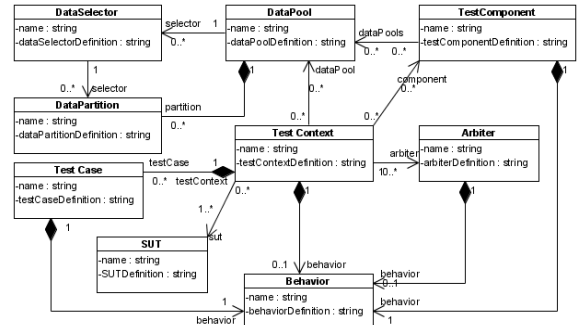 DataSelector
-name : string
-dataSelectorDefinition : string
selector
1
0..*
DataPool
-name : string
-dataPoolDefinition : string
dataPools
0..*
0..*
TestComponent
-name : string
-testComponentDefinition : string
1
0..*
selector
1
dataPool
component
1
DataPartition
-name : string
-dataPartitionDefinition : string
partition
0..*
0..*
0..*
0..*
Test Context
-name : string
-testContextDefinition : string
arbiter
10..*
Arbiter
-name : string
-arbiterDefinition : string
Test Case
-name : string
-testCaseDefinition : string
testCase
1
0..*
testContext
0..*
1
1
1
1..*
sut
SUT
-name : string
-SUTDefinition : string
0..1
behavior
behavior
0..1
Behavior
-name : string
-behaviorDefinition : string
1
behavior
behavior
1